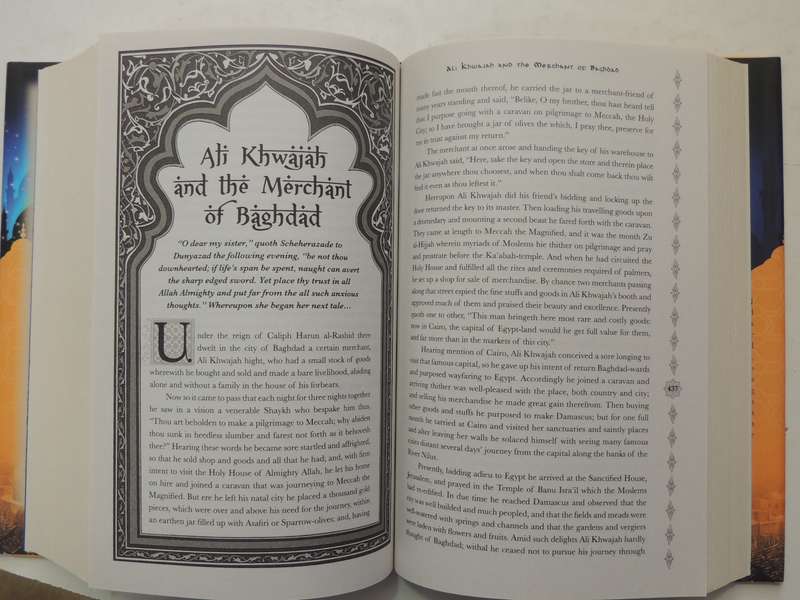 Ali Khwajah
and the Merchant
of Baghdad
"O dear my sister," quoth Scheherazade to
Dunyazad the following evening, "be not thou
downhearted; if life's span be spent, naught can avert
the sharp edged sword. Yet place thy trust in all
Allah Almighty and put far from the all such anxious
thoughts." Whereupon she began her next tale...
Under the reign of Caliph Harun al-Rashid there
dwelt in the city of Baghdad a certain merchant,
Ali Khwajah hight, who had a small stock of goods
wherewith he bought and sold and made a bare livelihood, abiding
alone and without a family in the house of his forbears.
Now so it came to pass that each night for three nights together
he saw in a vision a venerable Shaykh who bespake him thus,
"Thou art beholden to make a pilgrimage to Meccah; why abidest
thou sunk in heedless slumber and farest not forth as it behoveth
thee?" Hearing these words he became sore startled and affrighted,
so that he sold shop and goods and all that he had; and, with firm
intent to visit the Holy House of Almighty Allah, he let his home
on hire and joined a caravan that was journeying to Meccah the
Magnified. But ere he left his natal city he placed a thousand gold
pieces, which were over and above his need for the journey, within
an earthen jar filled up with Asafiri or Sparrow-olives; and, having
Ali Khwajah and the Merchant of Baghdad
made fast the mouth thereof, he carried the jar to a merchant-friend of
many years standing and said, "Belike, O my brother, thou hast heard tell
that I purpose going with a caravan on pilgrimage to Meccah, the Holy
City; so I have brought a jar of olives the which, I pray thee, preserve for
me in trust against my return."
The merchant at once arose and handing the key of his warehouse to
Ali Khwajah said, "Here, take the key and open the store and therein place
the jar anywhere thou choosest, and when thou shalt come back thou wilt
find it even as thou leftest it."
Hereupon Ali Khwajah did his friend's bidding and locking up the
door returned the key to its master. Then loading his travelling goods upon
a dromedary and mounting a second beast he fared forth with the caravan.
They came at length to Meccah the Magnified, and it was the month Zu
al-Hijjah wherein myriads of Moslems hie thither on pilgrimage and pray
and prostrate before the Ka'abah-temple. And when he had circuited the
Holy House and fulfilled all the rites and ceremonies required of palmers,
he set up a shop for sale of merchandise. By chance two merchants passing
along that street espied the fine stuffs and goods in Ali Khwajah's booth and
approved much of them and praised their beauty and excellence. Presently
quoth one to other, "This man bringeth here most rare and costly goods:
now in Cairo, the capital of Egypt-land would he get full value for them,
and far more than in the markets of this city."
Hearing mention of Cairo, Ali Khwajah conceived a sore longing to
visit that famous capital, so he gave up his intent of return Baghdad-wards
and purposed wayfaring to Egypt. Accordingly he joined a caravan and
arriving thither was well-pleased with the place, both country and city;
and selling his merchandise he made great gain therefrom. Then buying
other goods and stuffs he purposed to make Damascus; but for one full
month he tarried at Cairo and visited her sanctuaries and saintly places
and after leaving her walls he solaced himself with seeing many famous
cities distant several days' journey from the capital along the banks of the
River Nilus.
Presently, bidding adieu to Egypt he arrived at the Sanctified House,
Jerusalem, and prayed in the Temple of Banu Isra'il which the Moslems
had re-edified. In that time he reached Damascus and observed that the
city was well builded and much peopled, and that the fields and meads were
well-watered with springs and channels and that the gardens and vergiers
were laden with flowers and fruits. Amid such delights Ali Khwajah hardly
thought of Baghdad; withal he ceased not to pursue his journey through
437